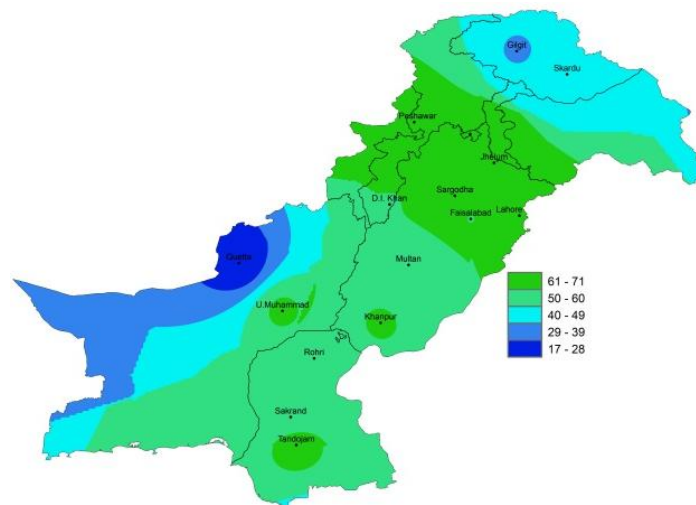 Gilgit
Skardu
Peshawar
Jhelum
Sargodha
D.I. Khan
Faisalabad
Lahore
Quetta
Multan
U.Muhammad
Khanpur
Rohri
Sakrand
Tandojam
61 - 71
50 - 60
40 - 49
29 - 39
17 - 28